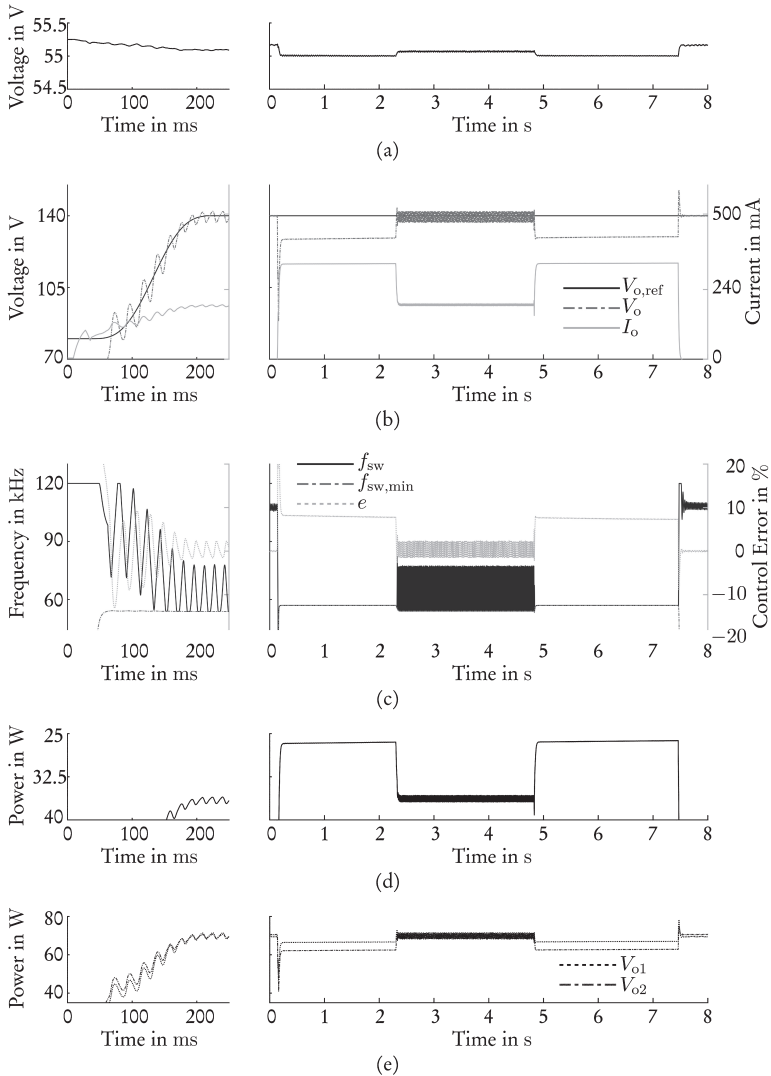 Voltage in V
55.5
55
54.5
0 100 200
Time in ms
0 1 2 3 4 5 6 7 8
Time in s
(a)
Voltage in V
140
105
70
0 100 200
Time in ms
0 1 2 3 4 5 6 7 8
Time in s
500
240
0
Current in mA
V_o,ref
V_o
I_o
(b)
Frequency in kHz
120
90
60
0 100 200
Time in ms
0 1 2 3 4 5 6 7 8
Time in s
20
10
0
−10
−20
Control Error in %
f_sw
f_sw,min
e
(c)
Power in W
25
32.5
40
0 100 200
Time in ms
0 1 2 3 4 5 6 7 8
Time in s
(d)
Power in W
80
60
40
0 100 200
Time in ms
0 1 2 3 4 5 6 7 8
Time in s
V_o1
V_o2
(e)